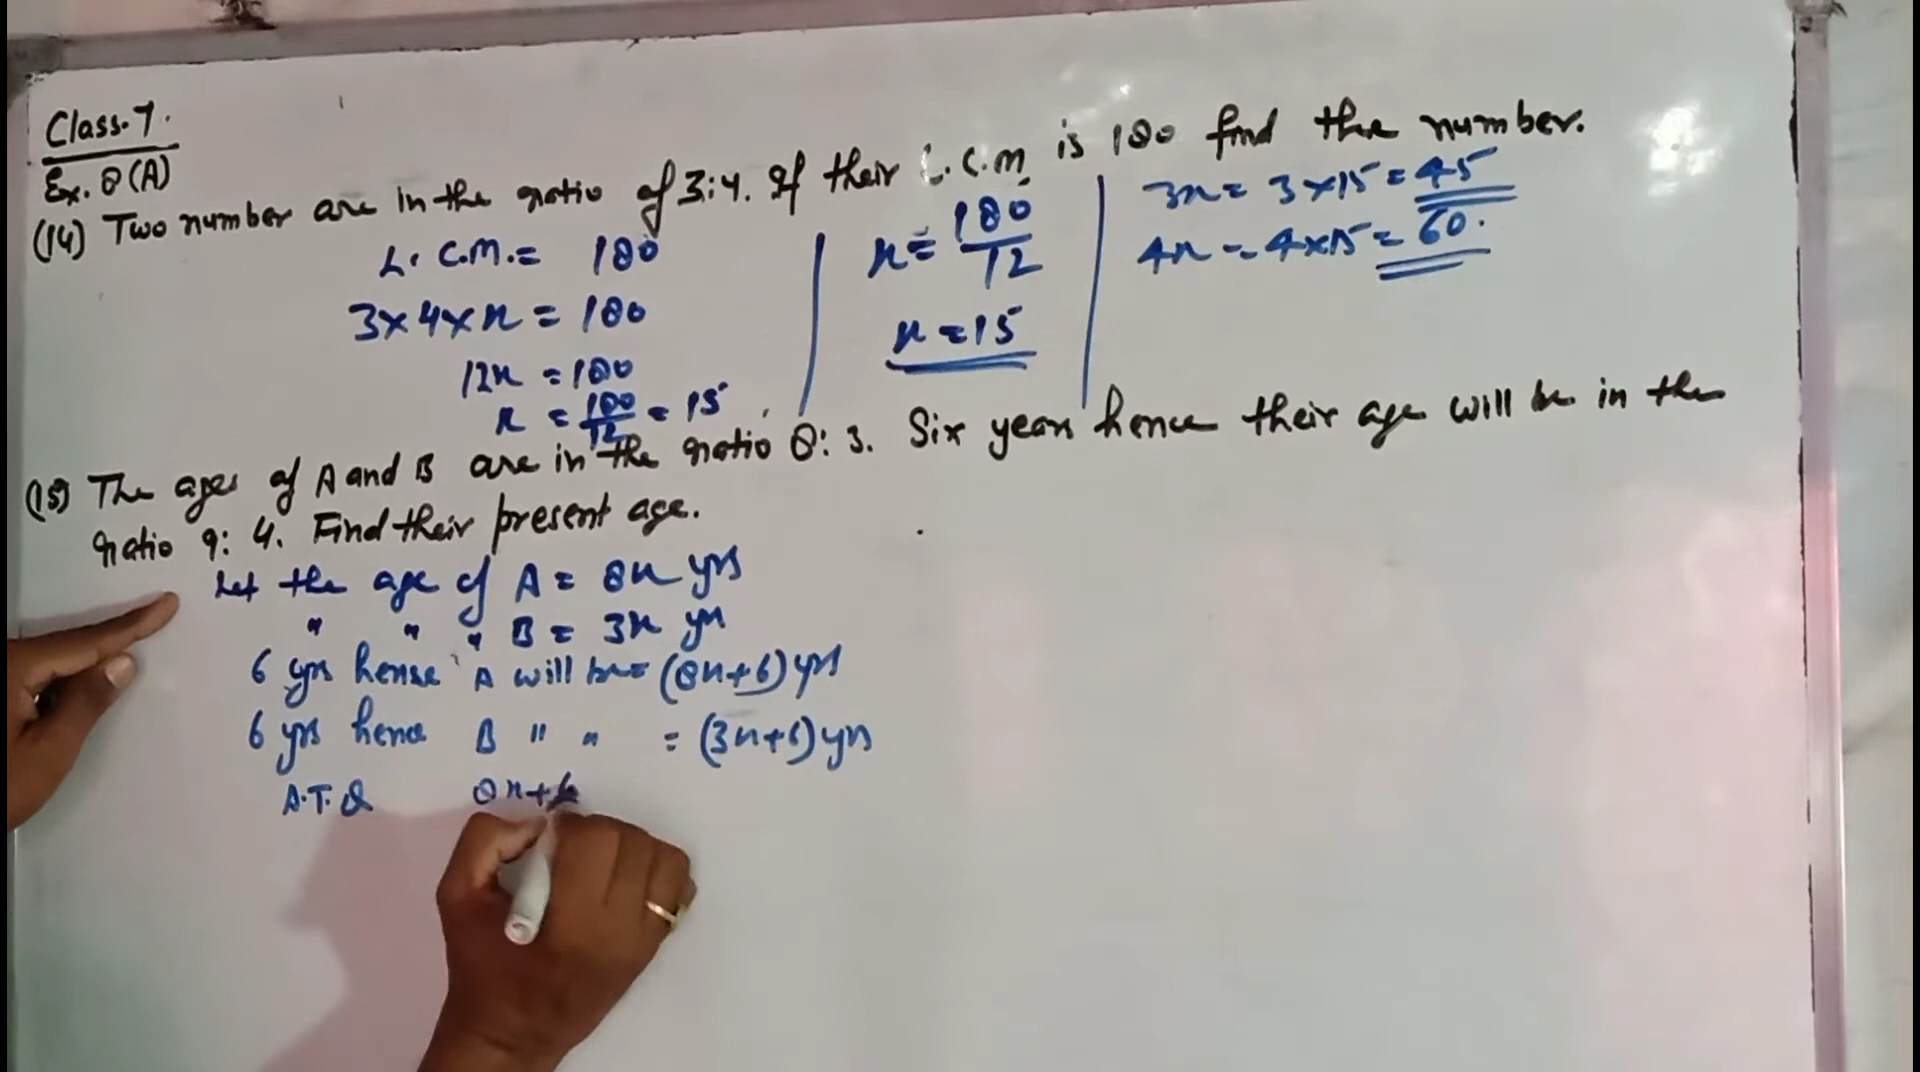 Class-7.
Ex. 8 (A)
(14) Two number are in the ratio of 3:4. If their L.C.M is 180 find the number.
L. C.M. = 180
3×4×x = 180
12x = 180
x = 180/12 = 15
x = 180/12
x = 15
3x = 3×15 = 45
4x = 4×15 = 60.
(15) The ages of A and B are in the ratio 8:3. Six years hence their age will be in the
ratio 9:4. Find their present age.
Let the age of A = 8x yrs
" " " B = 3x yrs
6 yrs hense A will be = (8x+6) yrs
6 yrs hence B " " = (3x+6) yrs
A.T.Q 8x+6